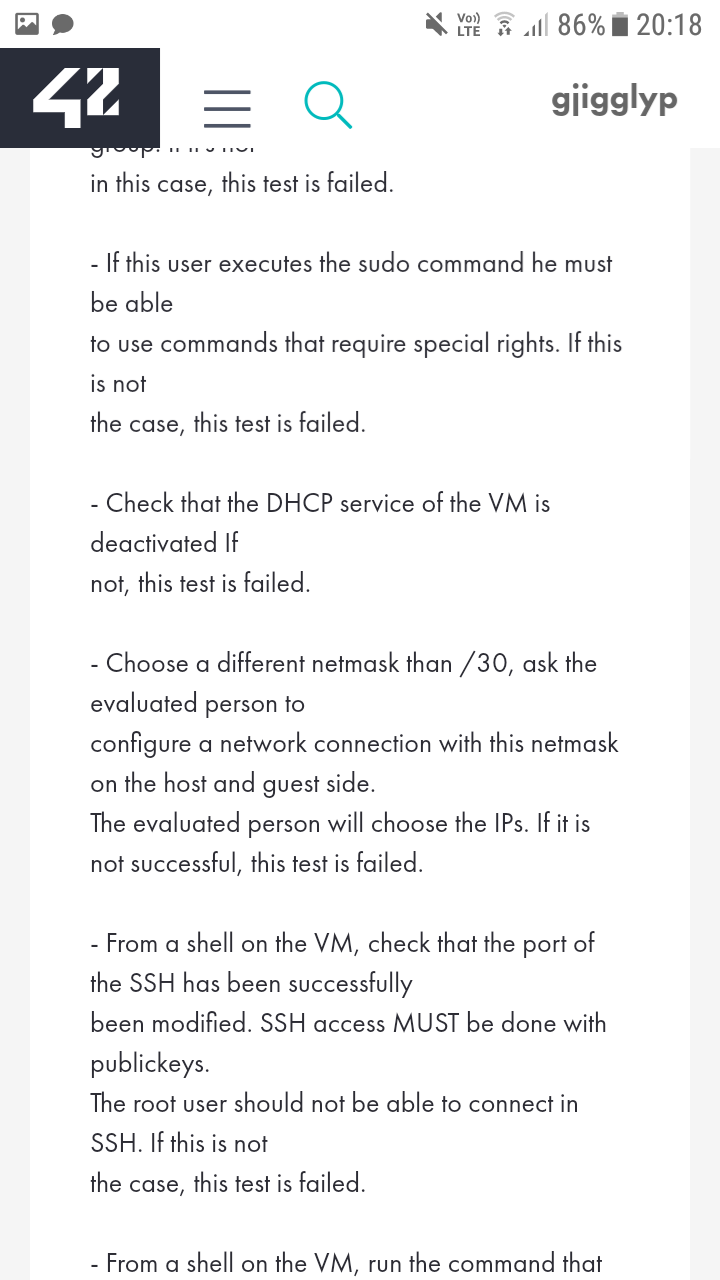 Vo))
LTE
86%
20:18
42
gjigglyp
in this case, this test is failed.
- If this user executes the sudo command he must
be able
to use commands that require special rights. If this
is not
the case, this test is failed.
- Check that the DHCP service of the VM is
deactivated If
not, this test is failed.
- Choose a different netmask than /30, ask the
evaluated person to
configure a network connection with this netmask
on the host and guest side.
The evaluated person will choose the IPs. If it is
not successful, this test is failed.
- From a shell on the VM, check that the port of
the SSH has been successfully
been modified. SSH access MUST be done with
publickeys.
The root user should not be able to connect in
SSH. If this is not
the case, this test is failed.
- From a shell on the VM, run the command that